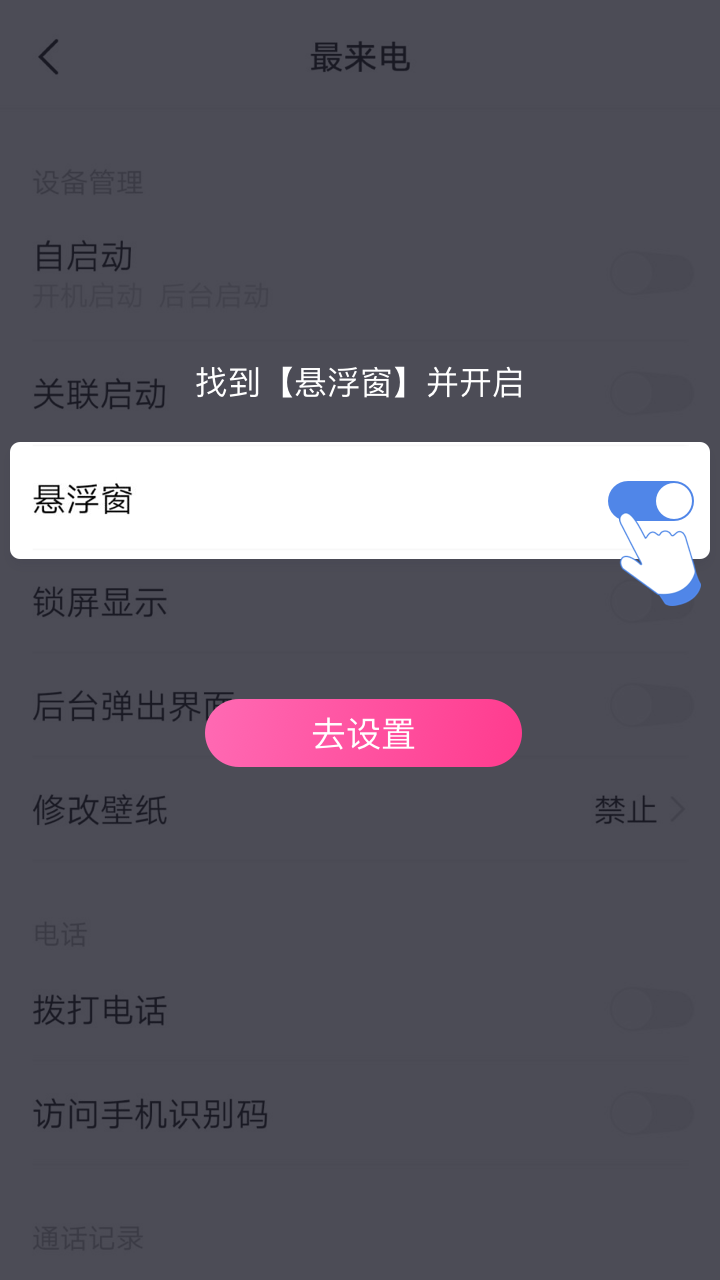 最来电
设备管理
自启动
开机启动 后台启动
关联启动
找到【悬浮窗】并开启
悬浮窗
锁屏显示
后台弹出界面
去设置
修改壁纸 禁止
电话
拨打电话
访问手机识别码
通话记录